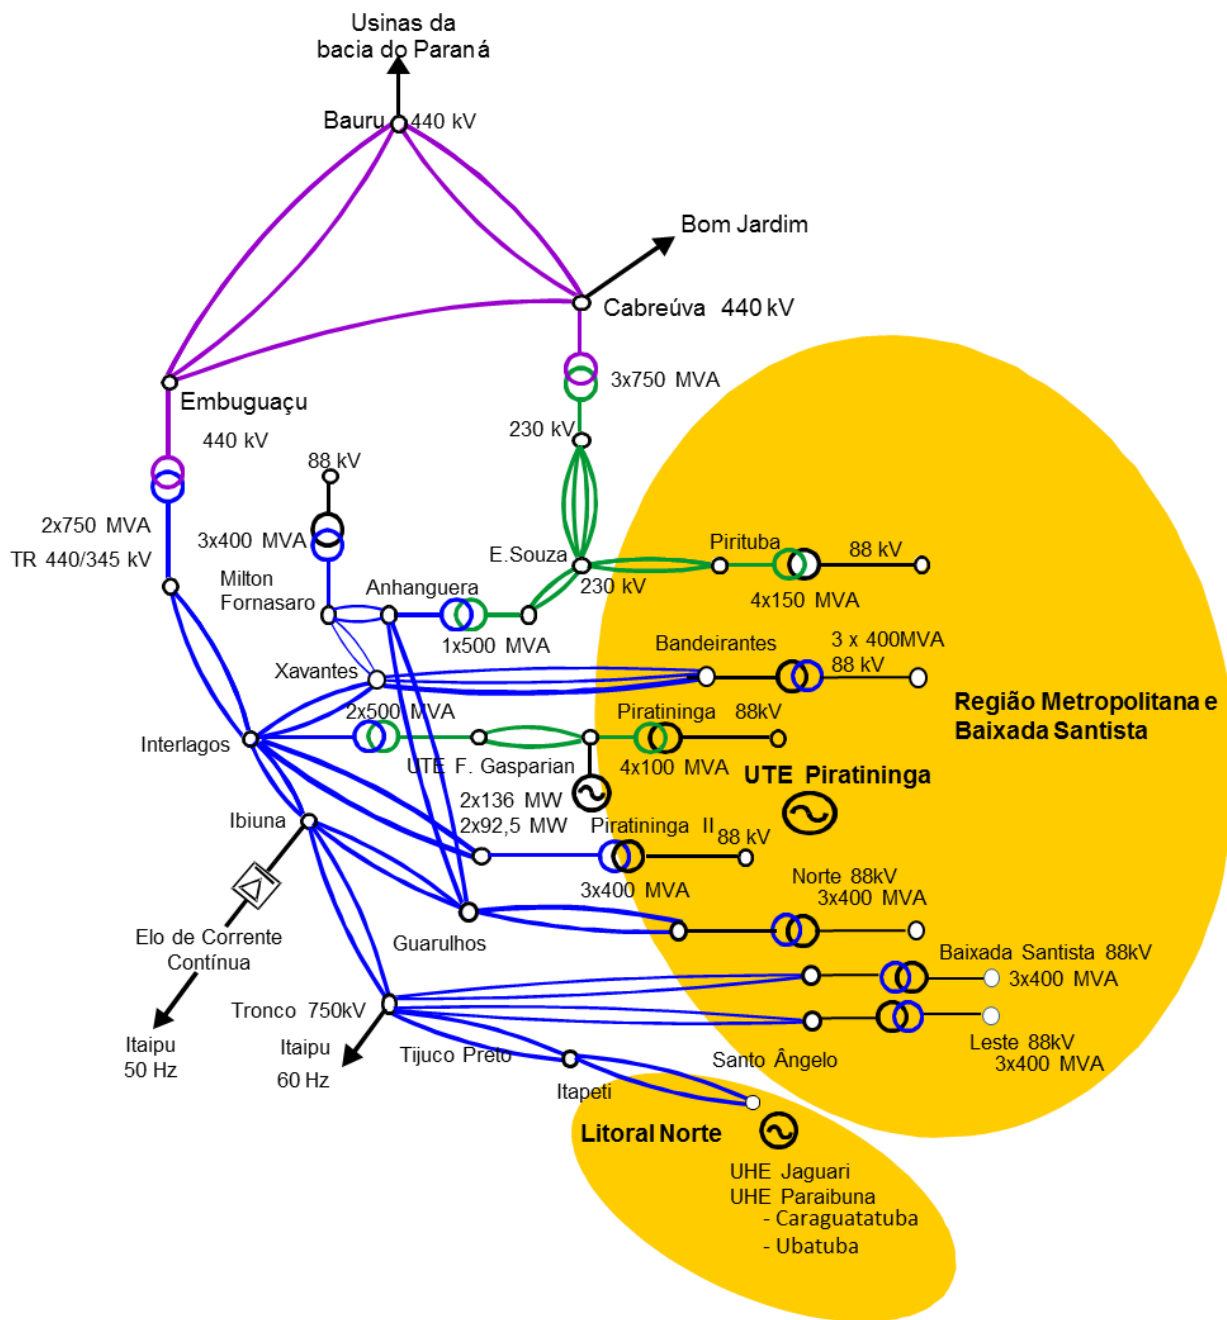 Usinas da
bacia do Paraná
Bauru 440 kV
Bom Jardim
Cabreúva 440 kV
3x750 MVA
Embuguaçu
440 kV
230 kV
88 kV
2x750 MVA
TR 440/345 kV
3x400 MVA
E.Souza
230 kV
Pirituba
88 kV
4x150 MVA
Milton
Fornasaro
Anhanguera
1x500 MVA
Bandeirantes
3 x 400MVA
88 kV
Xavantes
Região Metropolitana e
Baixada Santista
2x500 MVA
Piratininga 88kV
Interlagos
UTE F. Gasparian
4x100 MVA
UTE Piratininga
2x136 MW
2x92,5 MW
Piratininga II
88 kV
Ibiuna
3x400 MVA
Norte 88kV
3x400 MVA
Guarulhos
Elo de Corrente
Contínua
Baixada Santista 88kV
3x400 MVA
Tronco 750kV
Itaipu
50 Hz
Itaipu
60 Hz
Tijuco Preto
Santo Ângelo
Leste 88kV
3x400 MVA
Itapeti
Litoral Norte
UHE Jaguari
UHE Paraibuna
- Caraguatatuba
- Ubatuba